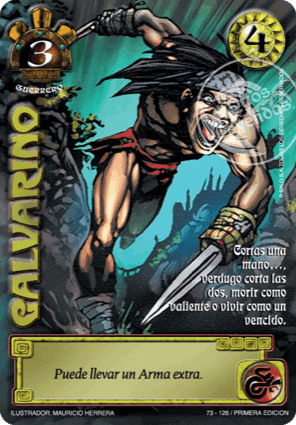 3
4
GUERRERO
GALVARINO
Cortas una
mano...,
verdugo corta las
dos, morir como
valiente o vivir como un
vencido.
Puede llevar un Arma extra.
ILUSTRADOR: MAURICIO HERRERA
73 - 126 / PRIMERA EDICION